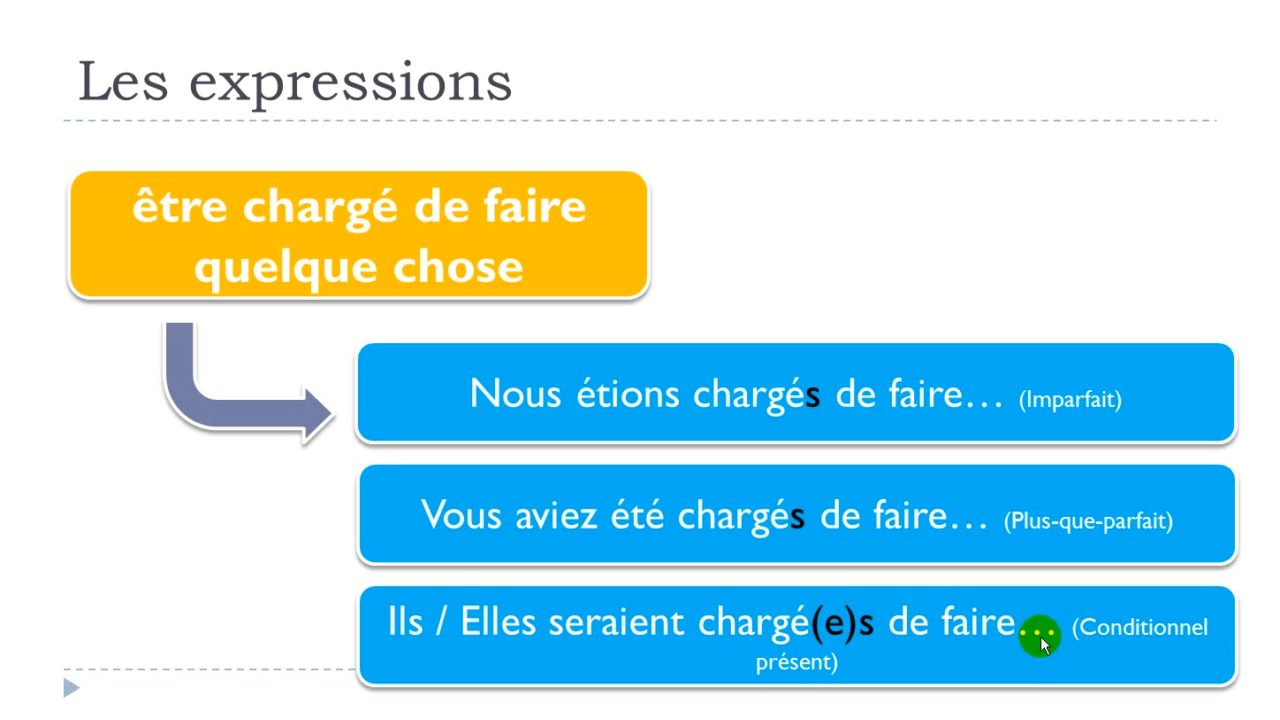 Les expressions
être chargé de faire
quelque chose
Nous étions chargés de faire... (Imparfait)
Vous aviez été chargés de faire... (Plus-que-parfait)
Ils / Elles seraient chargé(e)s de faire... (Conditionnel
présent)